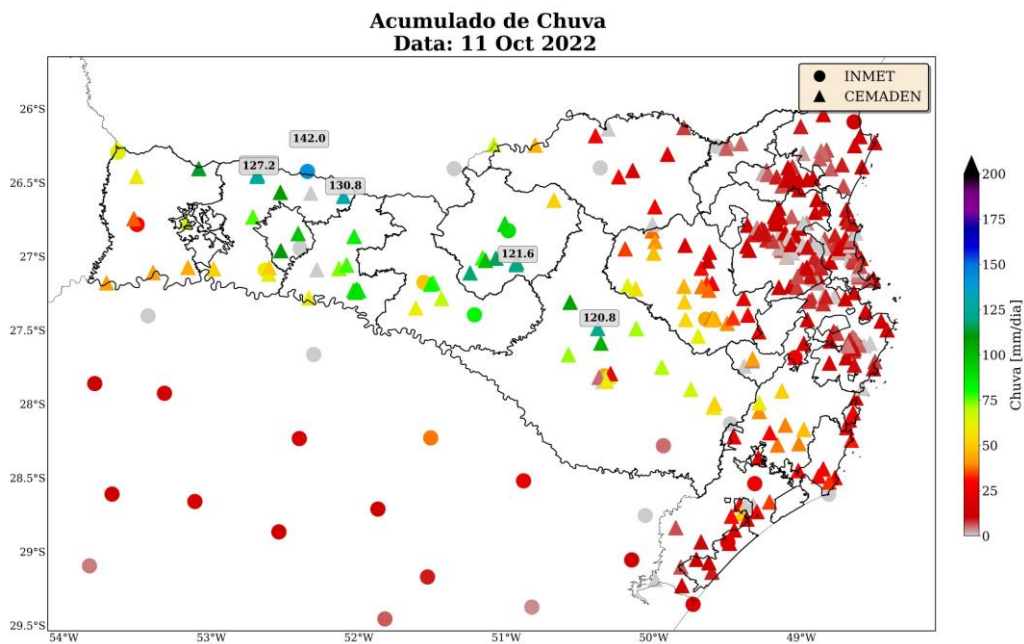 Acumulado de Chuva
Data: 11 Oct 2022
INMET
CEMADEN
26°S
26.5°S
27°S
27.5°S
28°S
28.5°S
29°S
29.5°S
142.0
127.2
130.8
121.6
120.8
54°W
53°W
52°W
51°W
50°W
49°W
200
175
150
125
100
75
50
25
0
Chuva [mm/dia]